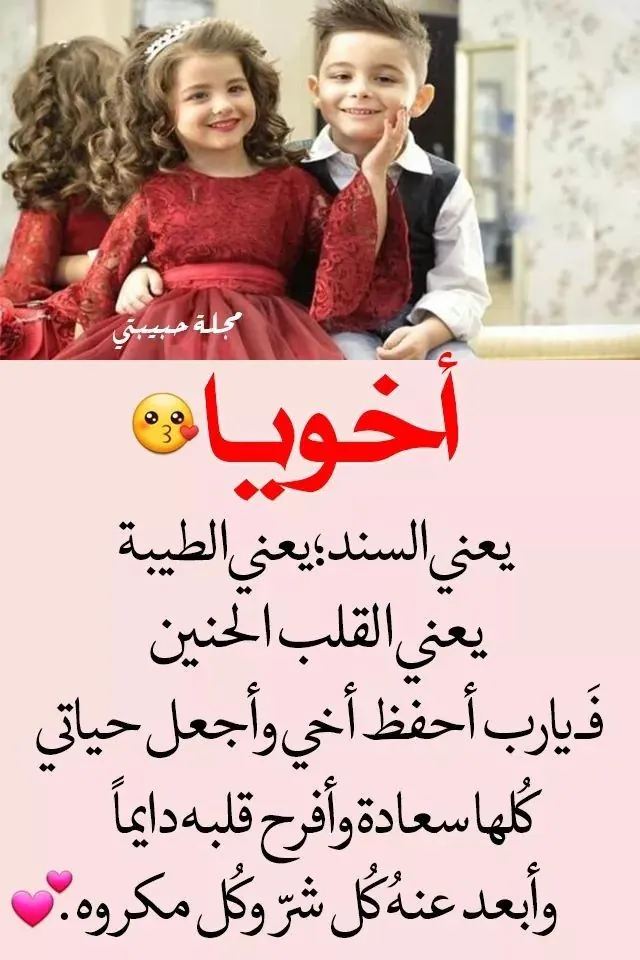 مجلة حبيبتي
أخويا😗
يعني السند؛يعني الطيبة
يعني القلب الحنين
فَـيارب أحفظ أخي وأجعل حياتي
كُلها سعادة وأفرح قلبه دايماً
وأبعد عنهُ كُل شرّ وكُل مكروه.💕